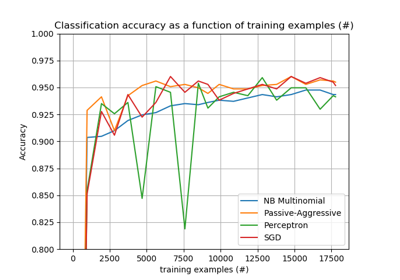 Classification accuracy as a function of training examples (#)
1.000
0.975
0.950
0.925
0.900
0.875
0.850
0.825
0.800
Accuracy
NB Multinomial
Passive-Aggressive
Perceptron
SGD
0 2500 5000 7500 10000 12500 15000 17500
training examples (#)